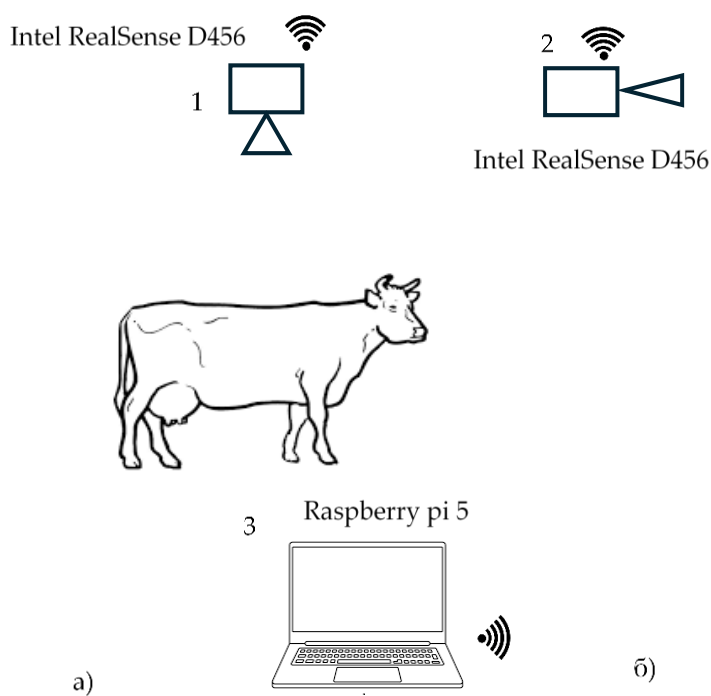 Intel RealSense D456
2
1
Intel RealSense D456
3
Raspberry pi 5
а)
б)